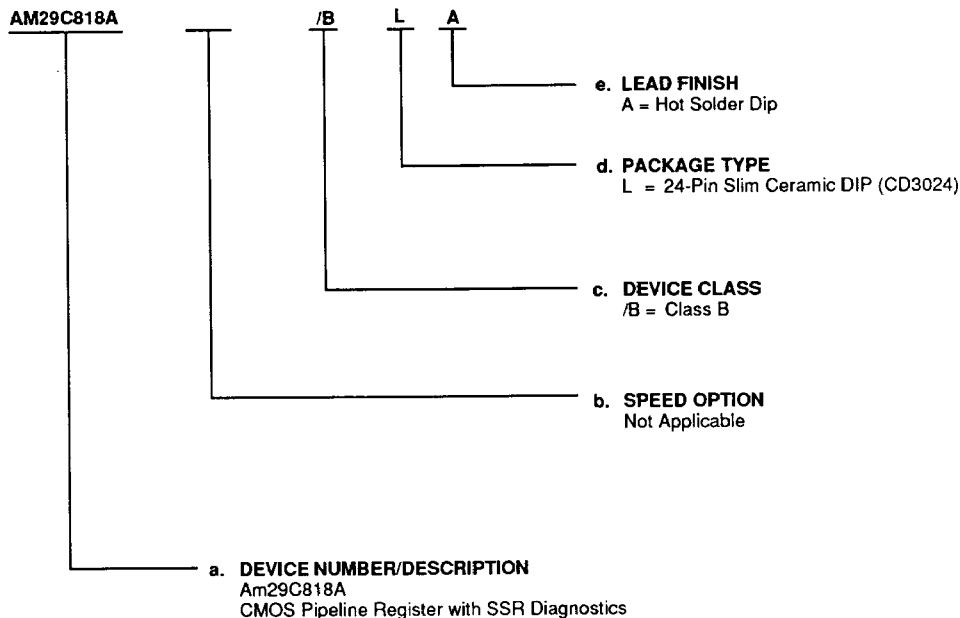 AM29C818A /B L A
e. LEAD FINISH
A = Hot Solder Dip
d. PACKAGE TYPE
L = 24-Pin Slim Ceramic DIP (CD3024)
c. DEVICE CLASS
/B = Class B
b. SPEED OPTION
Not Applicable
a. DEVICE NUMBER/DESCRIPTION
Am29C818A
CMOS Pipeline Register with SSR Diagnostics